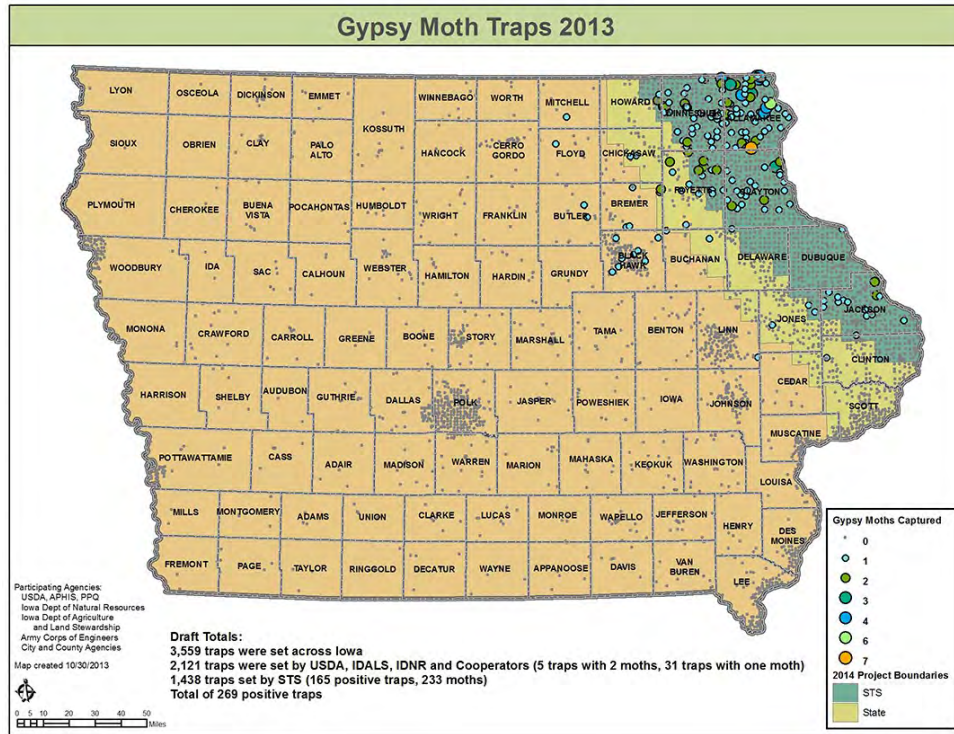 Gypsy Moth Traps 2013
LYON
OSCEOLA
DICKINSON
EMMET
WINNEBAGO
WORTH
MITCHELL
HOWARD
ALLAMAKEE
KOSSUTH
SIOUX
OBRIEN
CLAY
PALO
ALTO
HANCOCK
CERRO
GORDO
FLOYD
CHICKASAW
PLYMOUTH
CHEROKEE
BUENA
VISTA
POCAHONTAS
HUMBOLDT
WRIGHT
FRANKLIN
BUTLER
BREMER
FAYETTE
CLAYTON
WOODBURY
IDA
SAC
CALHOUN
WEBSTER
HAMILTON
HARDIN
GRUNDY
BLACK
HAWK
BUCHANAN
DELAWARE
DUBUQUE
MONONA
CRAWFORD
CARROLL
GREENE
BOONE
STORY
MARSHALL
TAMA
BENTON
LINN
JONES
JACKSON
CLINTON
CEDAR
HARRISON
SHELBY
AUDUBON
GUTHRIE
DALLAS
POLK
JASPER
POWESHIEK
IOWA
JOHNSON
SCOTT
MUSCATINE
POTTAWATTAMIE
CASS
ADAIR
MADISON
WARREN
MARION
MAHASKA
KEOKUK
WASHINGTON
LOUISA
MILLS
MONTGOMERY
ADAMS
UNION
CLARKE
LUCAS
MONROE
WAPELLO
JEFFERSON
HENRY
DES
MOINES
FREMONT
PAGE
TAYLOR
RINGGOLD
DECATUR
WAYNE
APPANOOSE
DAVIS
VAN
BUREN
LEE
Gypsy Moths Captured
0
1
2
3
4
6
7
2014 Project Boundaries
STS
State
Participating Agencies:
USDA, APHIS, PPQ
Iowa Dept of Natural Resources
Iowa Dept of Agriculture
and Land Stewardship
Army Corps of Engineers
City and County Agencies
Map created 10/30/2013
0 5 10 20 30 40 50
Miles
Draft Totals:
3,559 traps were set across Iowa
2,121 traps were set by USDA, IDALS, IDNR and Cooperators (5 traps with 2 moths, 31 traps with one moth)
1,438 traps set by STS (165 positive traps, 233 moths)
Total of 269 positive traps